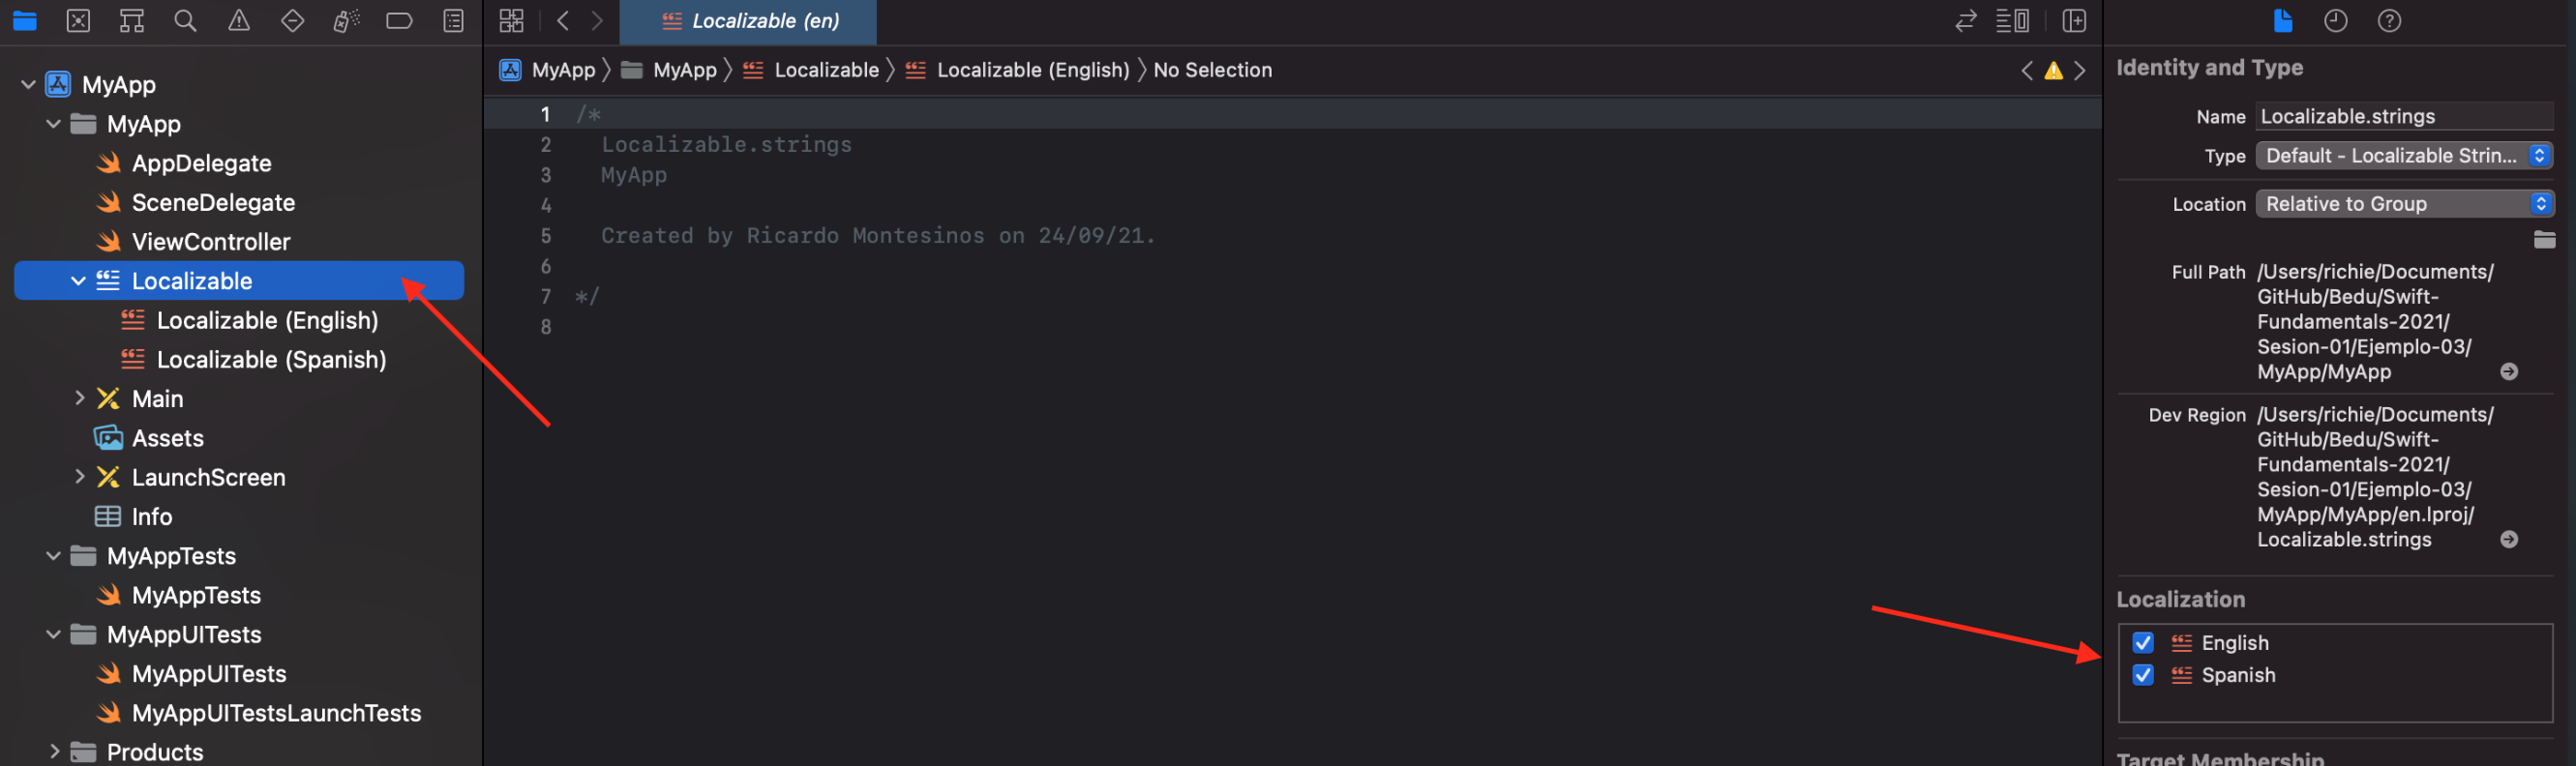 MyApp
MyApp
AppDelegate
SceneDelegate
ViewController
Localizable
Localizable (English)
Localizable (Spanish)
Main
Assets
LaunchScreen
Info
MyAppTests
MyAppTests
MyAppUITests
MyAppUITests
MyAppUITestsLaunchTests
Products
Localizable (en)
MyApp 〉 MyApp 〉 Localizable 〉 Localizable (English) 〉 No Selection
1 /*
2 Localizable.strings
3 MyApp
4
5 Created by Ricardo Montesinos on 24/09/21.
6
7 */
8
Identity and Type
Name Localizable.strings
Type Default - Localizable Strin...
Location Relative to Group
Full Path /Users/richie/Documents/
GitHub/Bedu/Swift-
Fundamentals-2021/
Sesion-01/Ejemplo-03/
MyApp/MyApp
Dev Region /Users/richie/Documents/
GitHub/Bedu/Swift-
Fundamentals-2021/
Sesion-01/Ejemplo-03/
MyApp/MyApp/en.lproj/
Localizable.strings
Localization
English
Spanish
Target Membership